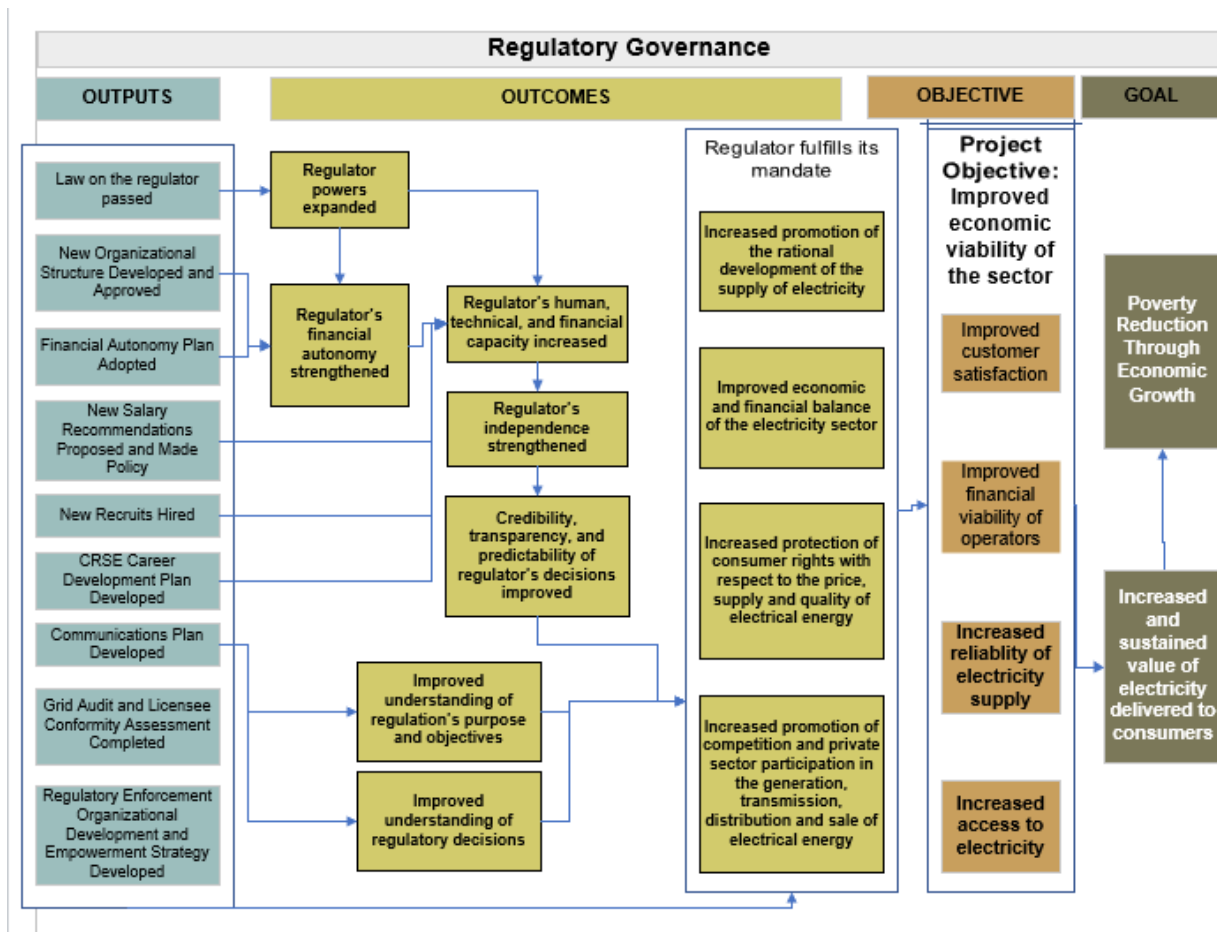 Regulatory Governance
OUTPUTS
OUTCOMES
OBJECTIVE
GOAL
Law on the regulator
passed
New Organizational
Structure Developed and
Approved
Financial Autonomy Plan
Adopted
New Salary
Recommendations
Proposed and Made
Policy
New Recruits Hired
CRSE Career
Development Plan
Developed
Communications Plan
Developed
Grid Audit and Licensee
Conformity Assessment
Completed
Regulatory Enforcement
Organizational
Development and
Empowerment Strategy
Developed
Regulator
powers
expanded
Regulator's
financial
autonomy
strengthened
Regulator's human,
technical, and financial
capacity increased
Regulator's
independence
strengthened
Credibility,
transparency, and
predictability of
regulator's decisions
improved
Improved
understanding of
regulation's purpose
and objectives
Improved
understanding of
regulatory decisions
Regulator fulfills its
mandate
Increased promotion of
the rational
development of the
supply of electricity
Improved economic
and financial balance
of the electricity sector
Increased protection of
consumer rights with
respect to the price,
supply and quality of
electrical energy
Increased promotion of
competition and private
sector participation in
the generation,
transmission,
distribution and sale of
electrical energy
Project
Objective:
Improved
economic
viability of
the sector
Improved
customer
satisfaction
Improved
financial
viability of
operators
Increased
reliablity of
electricity
supply
Increased
access to
electricity
Poverty
Reduction
Through
Economic
Growth
Increased
and
sustained
value of
electricity
delivered to
consumers